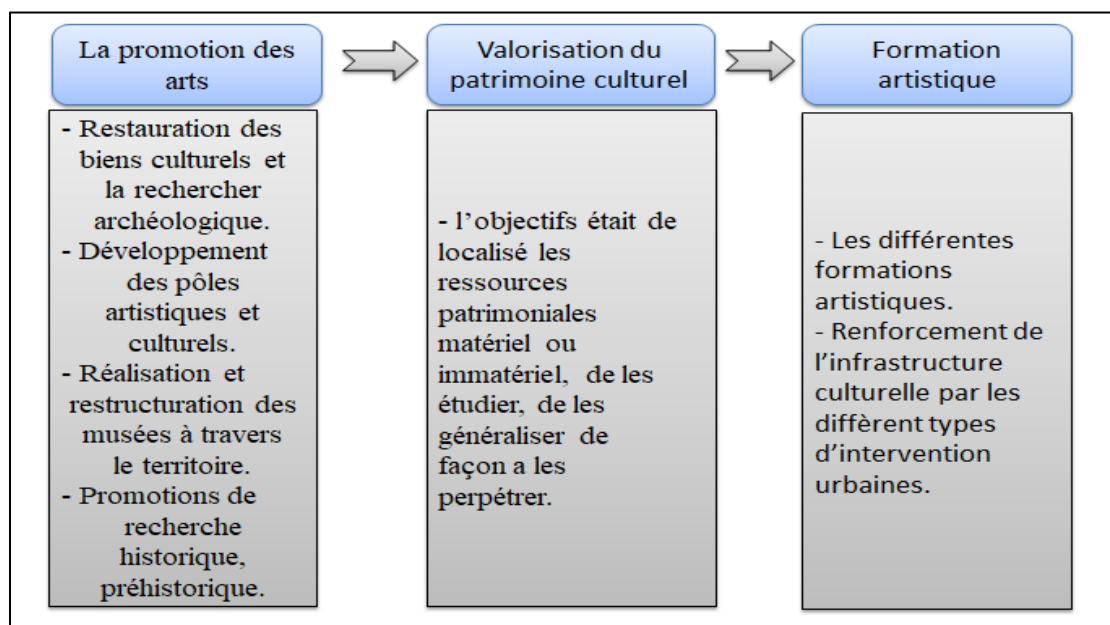 La promotion des
arts
- Restauration des
biens culturels et
la rechercher
archéologique.
- Développement
des pôles
artistiques et
culturels.
- Réalisation et
restructuration des
musées à travers
le territoire.
- Promotions de
recherche
historique,
préhistorique.
Valorisation du
patrimoine culturel
- l’objectifs était de
localisé les
ressources
patrimoniales
matériel ou
immatériel, de les
étudier, de les
généraliser de
façon a les
perpétrer.
Formation
artistique
- Les différentes
formations
artistiques.
- Renforcement de
l’infrastructure
culturelle par les
diffèrent types
d’intervention
urbaines.